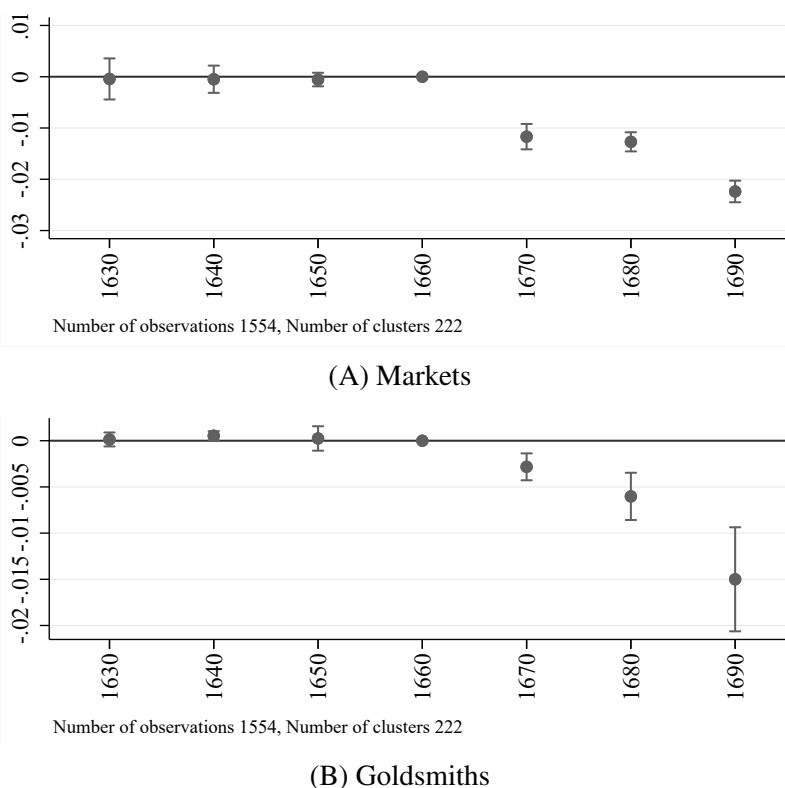 .01
0
-.01
-.02
-.03
1630 1640 1650 1660 1670 1680 1690
Number of observations 1554, Number of clusters 222
(A) Markets
0
-.005
-.01
-.015
-.02
1630 1640 1650 1660 1670 1680 1690
Number of observations 1554, Number of clusters 222
(B) Goldsmiths